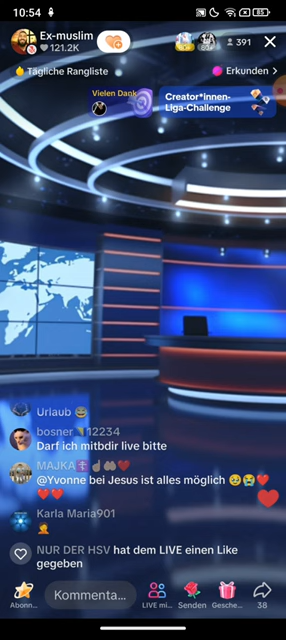 10:54
85
Ex-muslim
121.2K
391
Tägliche Rangliste
Erkunden >
Vielen Dank
Creator*innen-
Liga-Challenge
Urlaub 😂
bosner 12234
Darf ich mitbdir live bitte
MAJKA✝️☝🏼🙏🏼❤️
@Yvonne bei Jesus ist alles möglich 🥹😭❤️
❤️❤️
Karla Maria901
🤦
NUR DER HSV hat dem LIVE einen Like
gegeben
Abonn...
Kommenta...
LIVE mi...
Senden
Gesche...
38